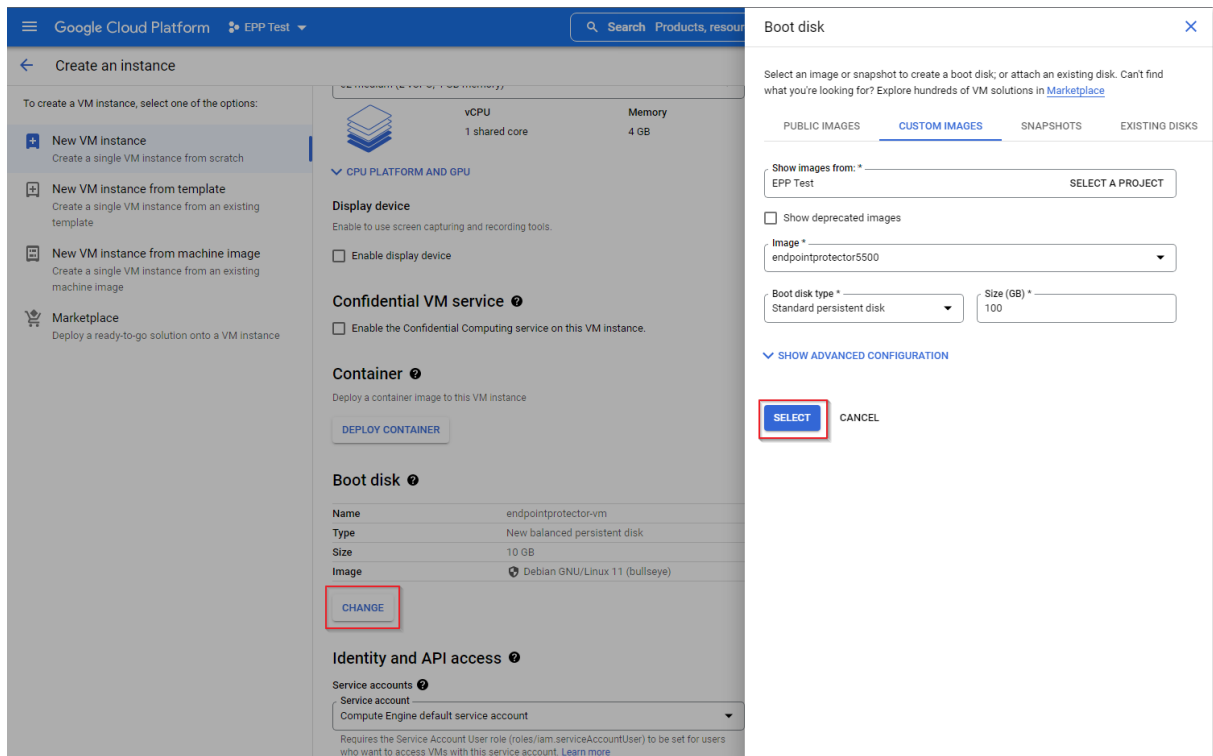 Google Cloud Platform EPP Test Search Products, resour
Create an instance
To create a VM instance, select one of the options:
New VM instance
Create a single VM instance from scratch
New VM instance from template
Create a single VM instance from an existing
template
New VM instance from machine image
Create a single VM instance from an existing
machine image
Marketplace
Deploy a ready-to-go solution onto a VM instance
vCPU Memory
1 shared core 4 GB
CPU PLATFORM AND GPU
Display device
Enable to use screen capturing and recording tools.
Enable display device
Confidential VM service
Enable the Confidential Computing service on this VM instance.
Container
Deploy a container image to this VM instance
DEPLOY CONTAINER
Boot disk
Name endpointprotector-vm
Type New balanced persistent disk
Size 10 GB
Image Debian GNU/Linux 11 (bullseye)
CHANGE
Identity and API access
Service accounts
Service account
Compute Engine default service account
Requires the Service Account User role (roles/iam.serviceAccountUser) to be set for users
who want to access VMs with this service account. Learn more
Boot disk
Select an image or snapshot to create a boot disk; or attach an existing disk. Can't find
what you're looking for? Explore hundreds of VM solutions in Marketplace
PUBLIC IMAGES CUSTOM IMAGES SNAPSHOTS EXISTING DISKS
Show images from: *
EPP Test SELECT A PROJECT
Show deprecated images
Image *
endpointprotector5500
Boot disk type * Size (GB) *
Standard persistent disk 100
SHOW ADVANCED CONFIGURATION
SELECT CANCEL